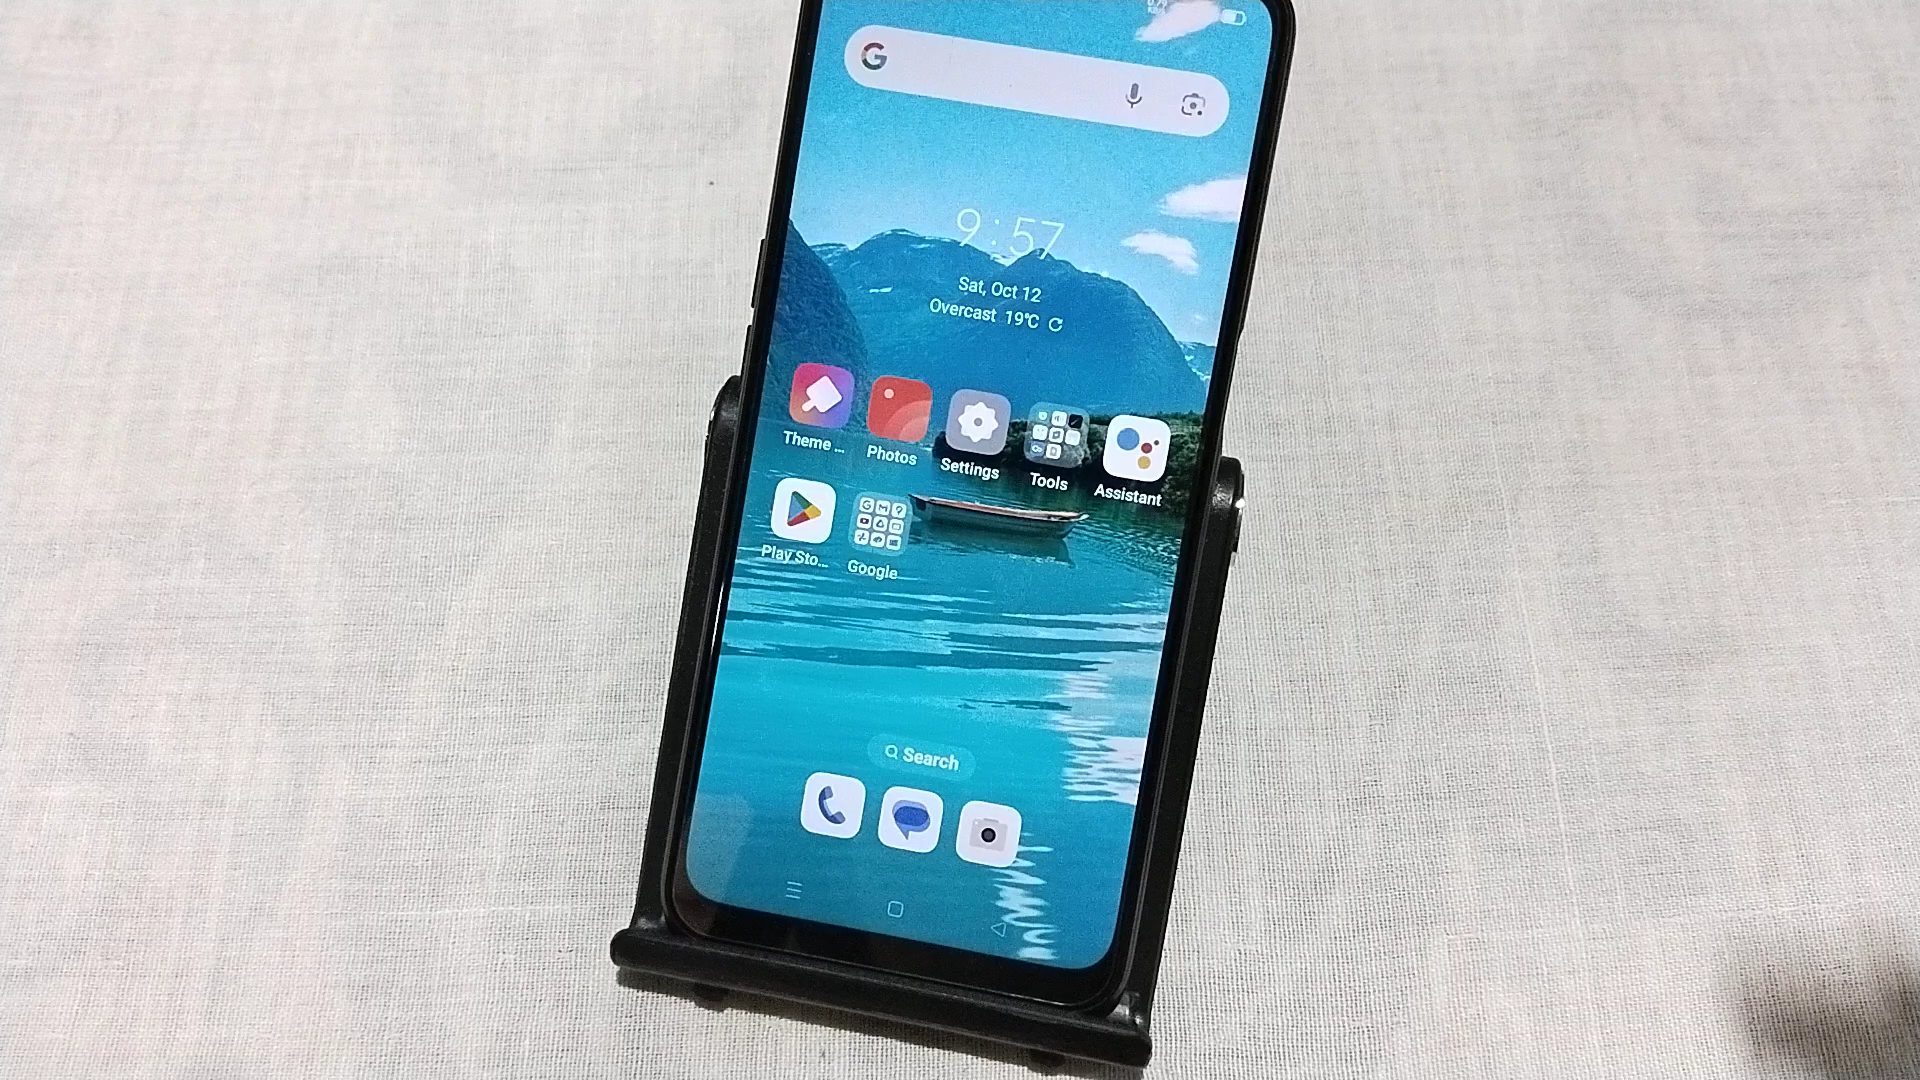 G
9:57
Sat, Oct 12
Overcast 19℃
Theme ...
Photos
Settings
Tools
Assistant
Play Sto...
Google
Search